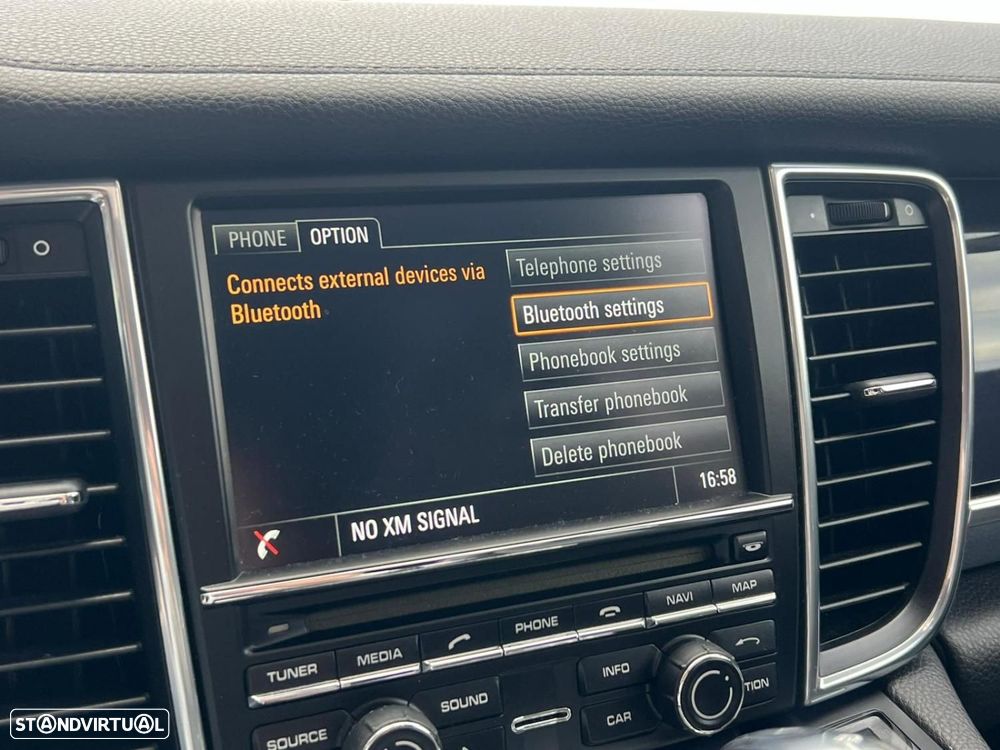 PHONE
OPTION
Connects external devices via
Bluetooth
Telephone settings
Bluetooth settings
Phonebook settings
Transfer phonebook
Delete phonebook
NO XM SIGNAL
16:58
TUNER
MEDIA
PHONE
NAVI
MAP
SOURCE
SOUND
INFO
CAR
TION
STANDVIRTUAL